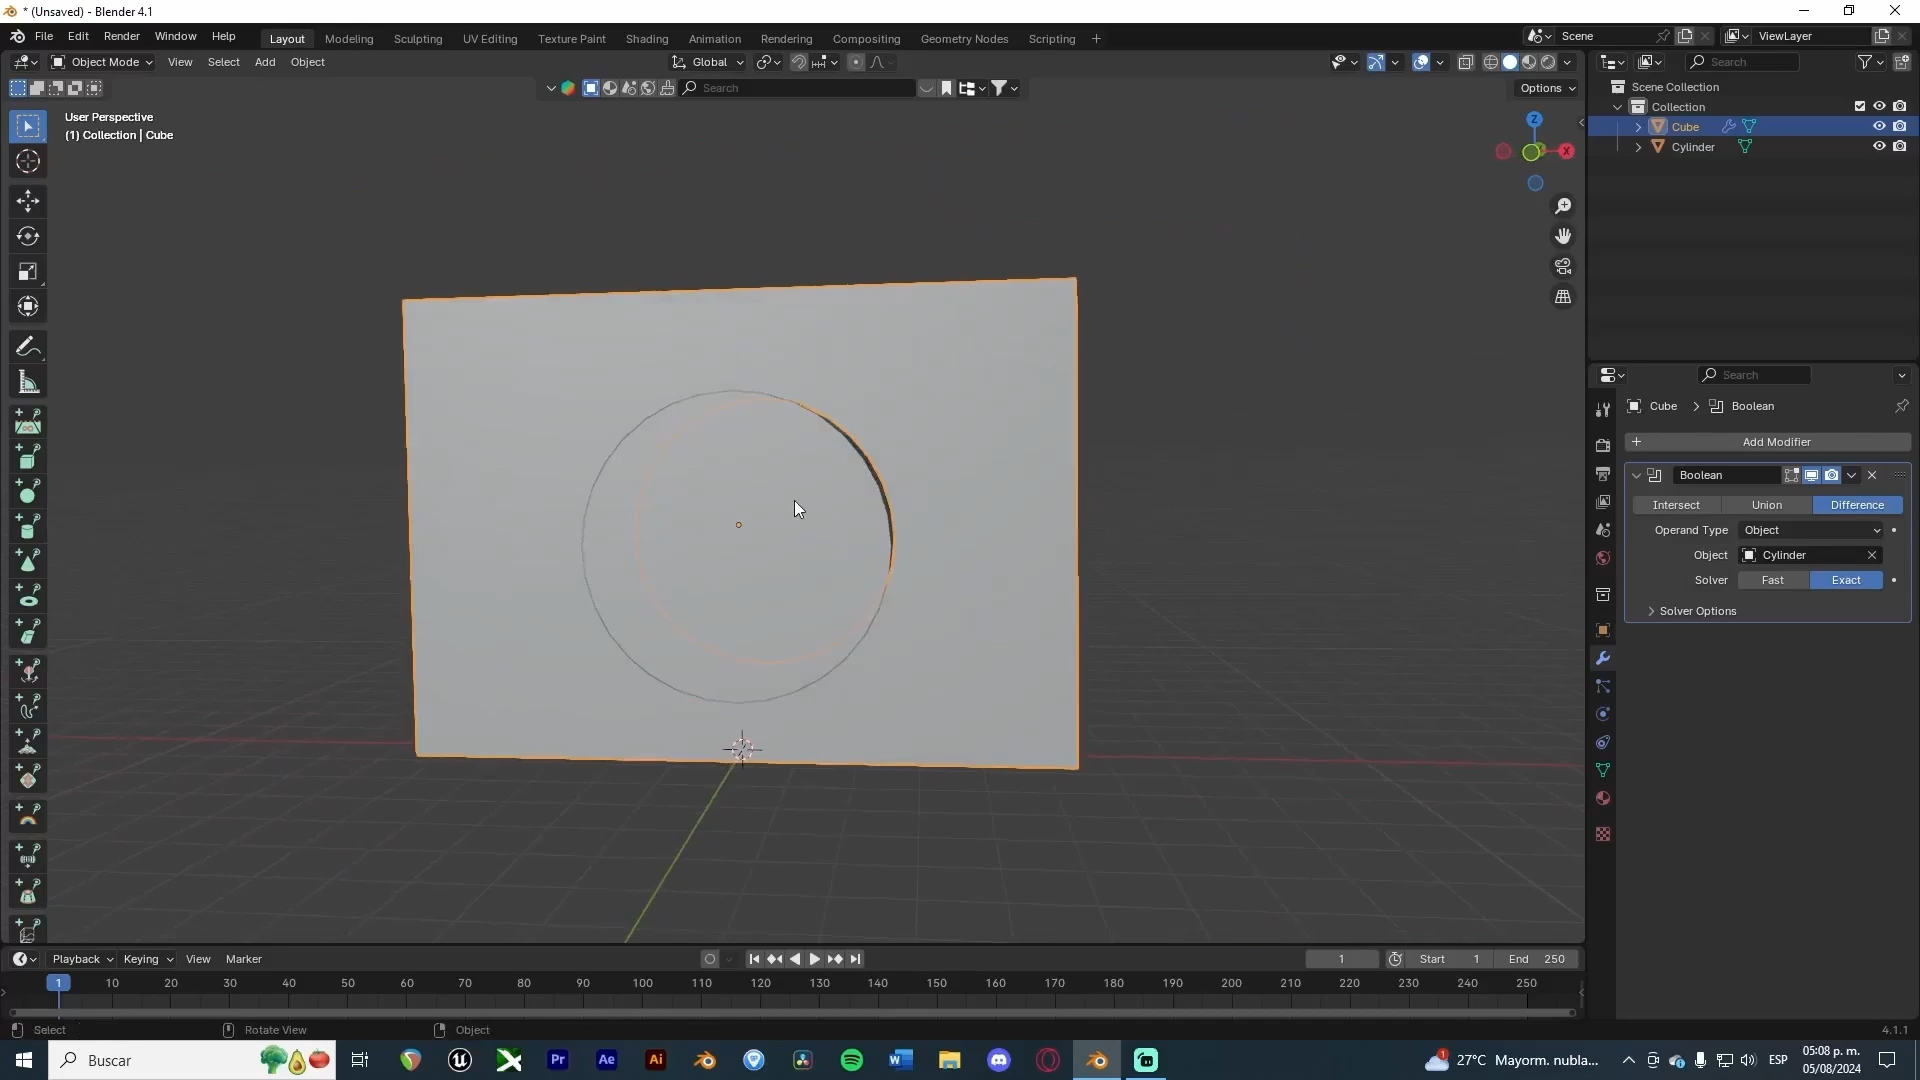 * (Unsaved) - Blender 4.1
File Edit Render Window Help Layout Modeling Sculpting UV Editing Texture Paint Shading Animation Rendering Compositing Geometry Nodes Scripting + Scene ViewLayer
Object Mode View Select Add Object Global Search
Search Options
User Perspective
(1) Collection | Cube
Z
X
Scene Collection
Collection
Cube
Cylinder
Search
Cube > Boolean
+ Add Modifier
Boolean
Intersect Union Difference
Operand Type Object
Object Cylinder
Solver Fast Exact
Solver Options
Playback Keying View Marker 1 Start 1 End 250
1 10 20 30 40 50 60 70 80 90 100 110 120 130 140 150 160 170 180 190 200 210 220 230 240 250
Select Rotate View Object 4.1.1
Buscar Pr Ae Ai W 1 27°C Mayorm. nubla... ESP 05:08 p. m.
05/08/2024